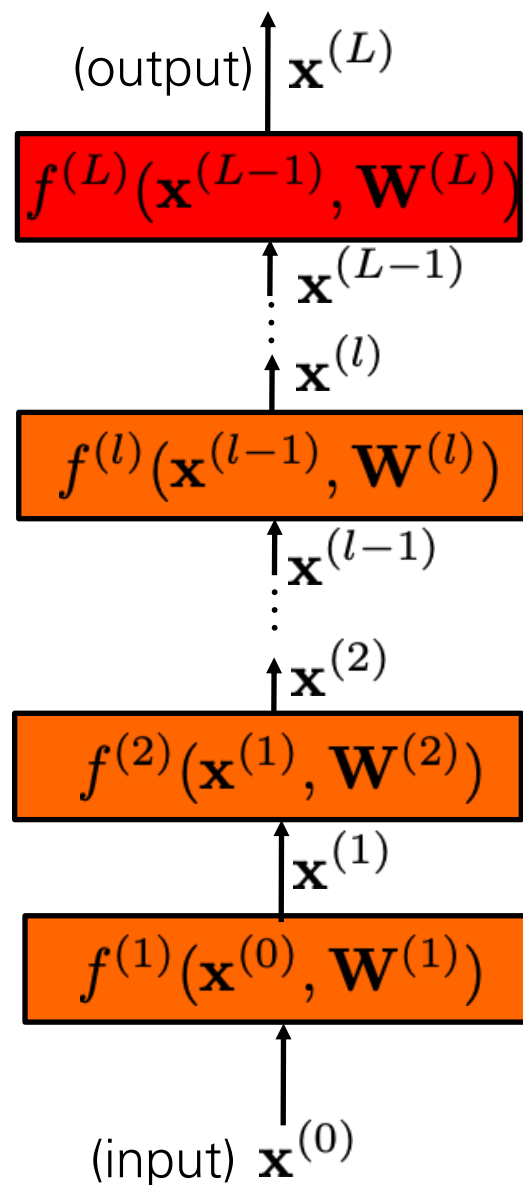 (output) 𝐱^(L)
f^(L)(𝐱^(L−1), 𝐖^(L))
𝐱^(L−1)
⋮
𝐱^(l)
f^(l)(𝐱^(l−1), 𝐖^(l))
𝐱^(l−1)
⋮
𝐱^(2)
f^(2)(𝐱^(1), 𝐖^(2))
𝐱^(1)
f^(1)(𝐱^(0), 𝐖^(1))
(input) 𝐱^(0)